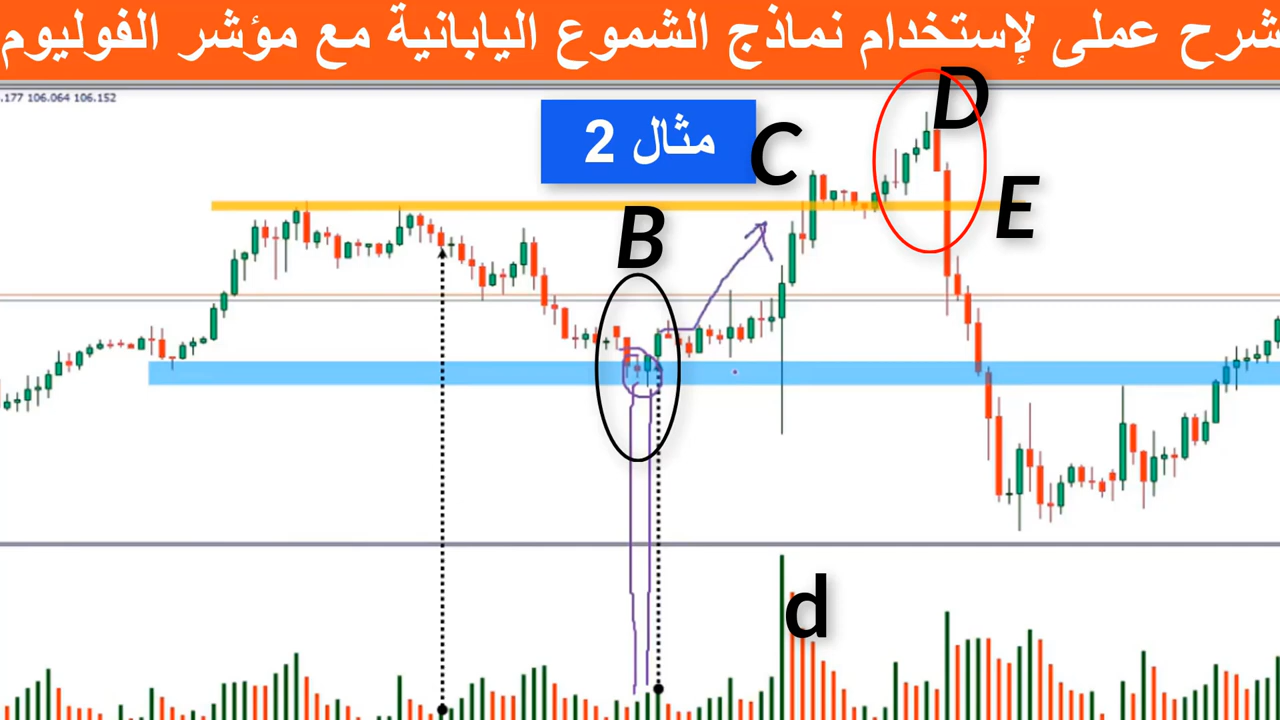 شرح عملى لإستخدام نماذج الشموع اليابانية مع مؤشر الفوليوم
.177 106.064 106.152
مثال 2
D
C
E
B
d